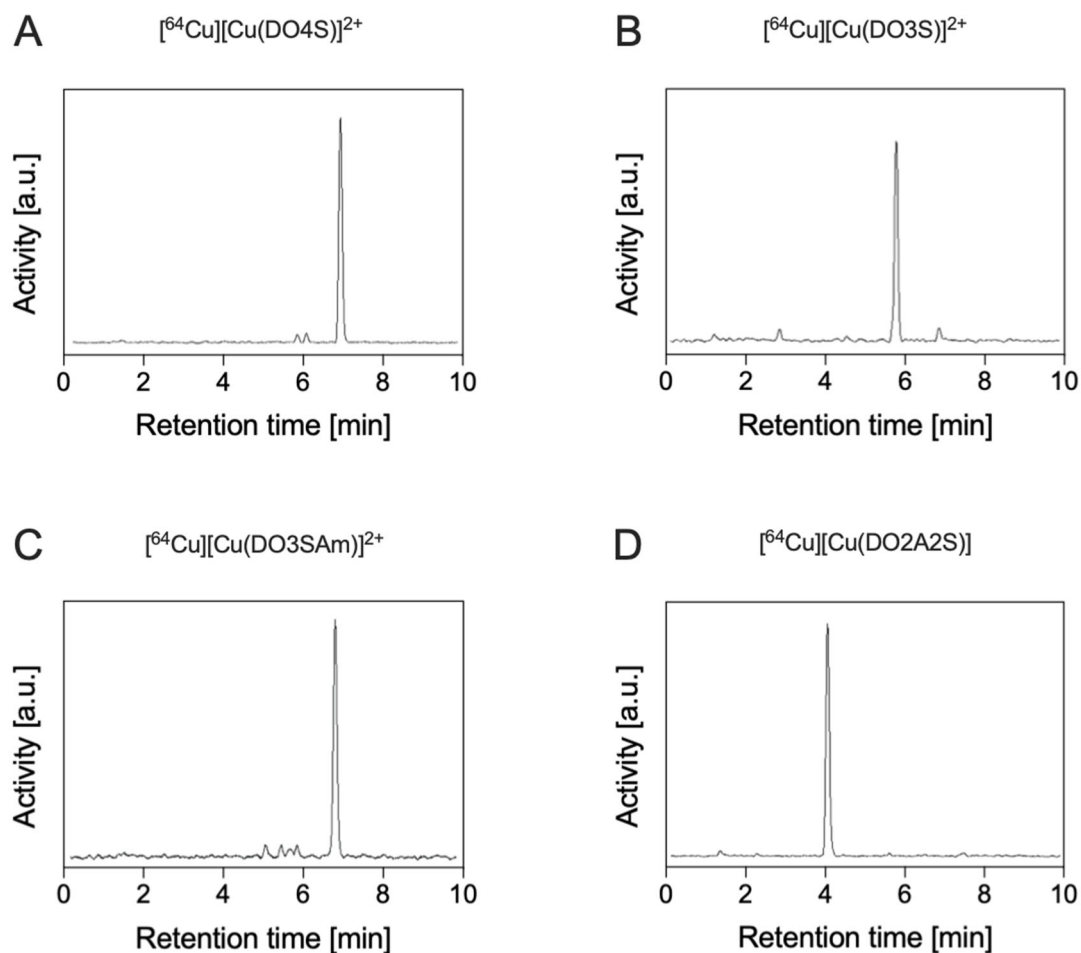 A
[⁶⁴Cu][Cu(DO4S)]²⁺
Activity [a.u.]
0 2 4 6 8 10
Retention time [min]
B
[⁶⁴Cu][Cu(DO3S)]²⁺
Activity [a.u.]
0 2 4 6 8 10
Retention time [min]
C
[⁶⁴Cu][Cu(DO3SAm)]²⁺
Activity [a.u.]
0 2 4 6 8 10
Retention time [min]
D
[⁶⁴Cu][Cu(DO2A2S)]
Activity [a.u.]
0 2 4 6 8 10
Retention time [min]